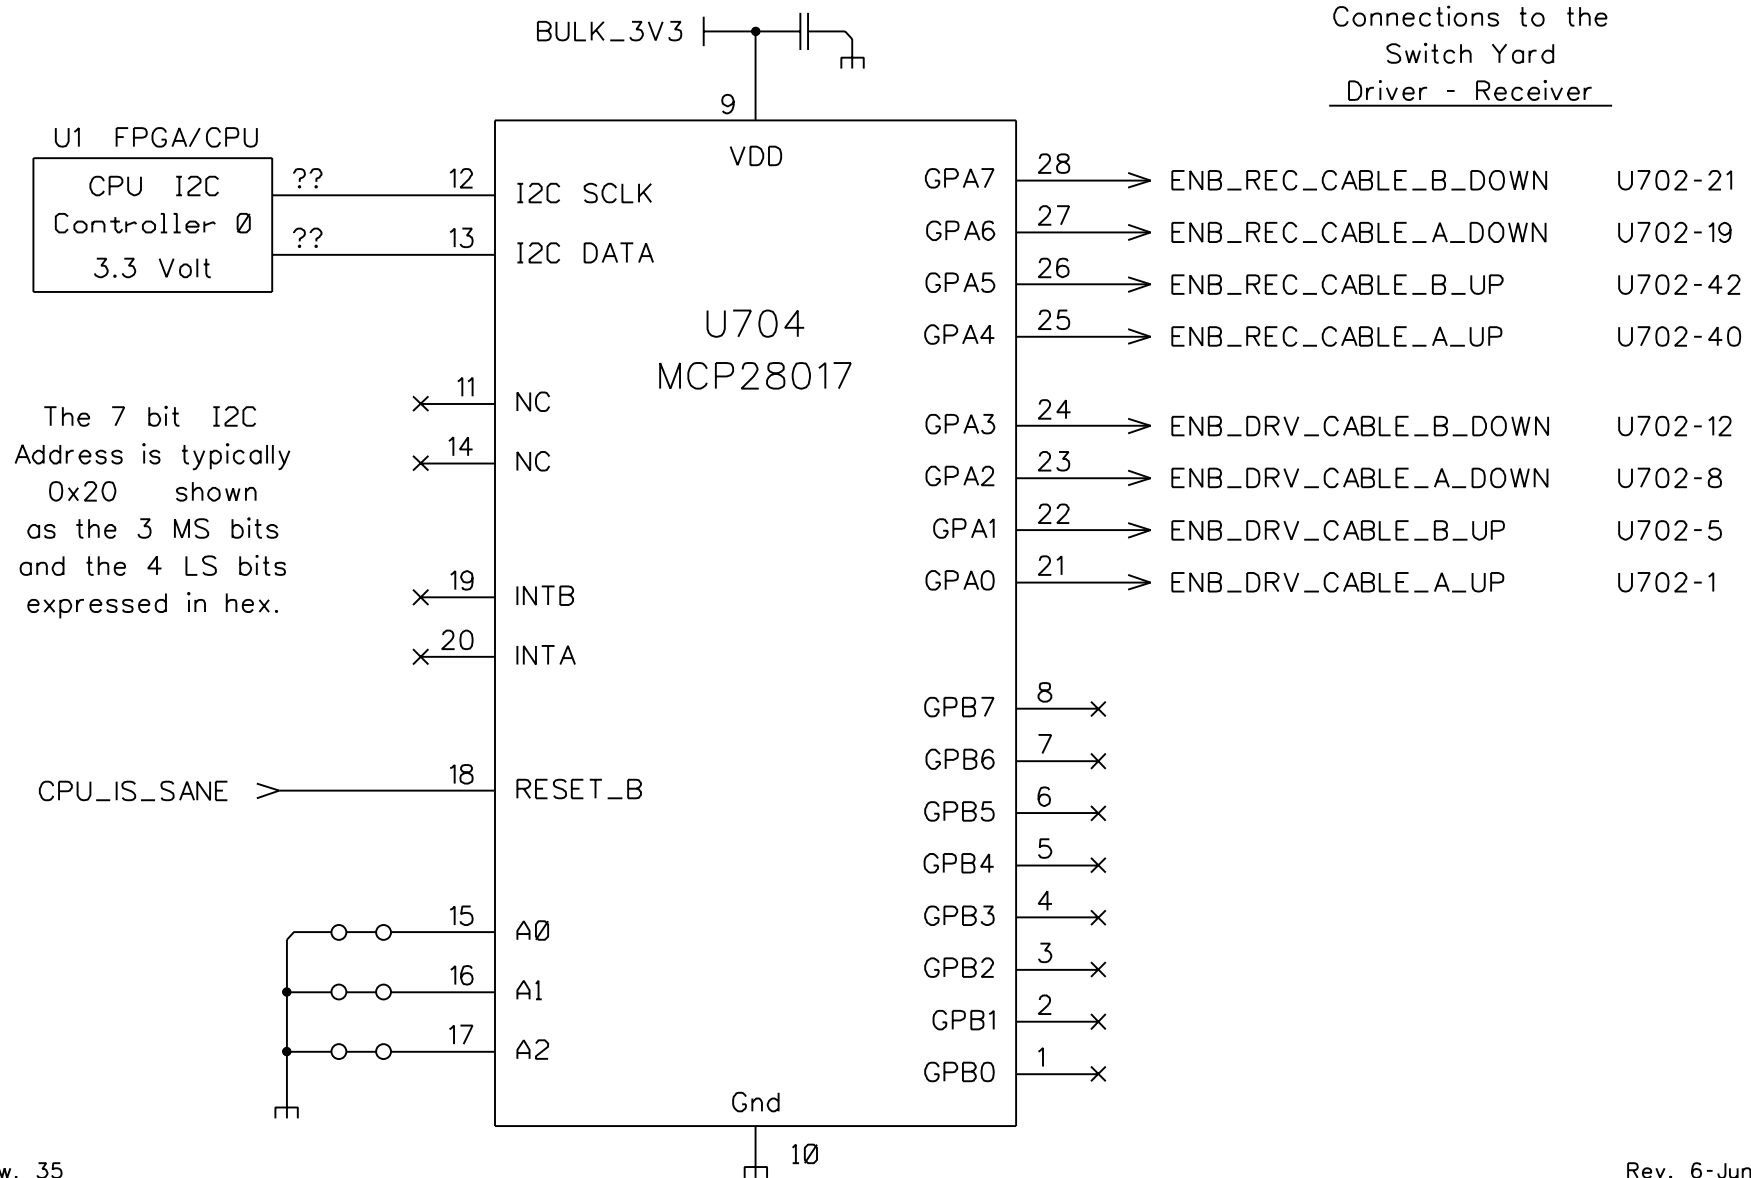 BULK_3V3
Connections to the
Switch Yard
Driver - Receiver
9
U1 FPGA/CPU
CPU I2C
Controller 0
3.3 Volt
??
??
12
13
I2C SCLK
I2C DATA
VDD
U704
MCP28017
GPA7 28 ENB_REC_CABLE_B_DOWN U702-21
GPA6 27 ENB_REC_CABLE_A_DOWN U702-19
GPA5 26 ENB_REC_CABLE_B_UP U702-42
GPA4 25 ENB_REC_CABLE_A_UP U702-40
GPA3 24 ENB_DRV_CABLE_B_DOWN U702-12
GPA2 23 ENB_DRV_CABLE_A_DOWN U702-8
GPA1 22 ENB_DRV_CABLE_B_UP U702-5
GPA0 21 ENB_DRV_CABLE_A_UP U702-1
The 7 bit I2C
Address is typically
0x20 shown
as the 3 MS bits
and the 4 LS bits
expressed in hex.
11 NC
14 NC
19 INTB
20 INTA
CPU_IS_SANE 18 RESET_B
15 A0
16 A1
17 A2
GPB7 8
GPB6 7
GPB5 6
GPB4 5
GPB3 4
GPB2 3
GPB1 2
GPB0 1
Gnd
10
w. 35
Rev. 6-Jun